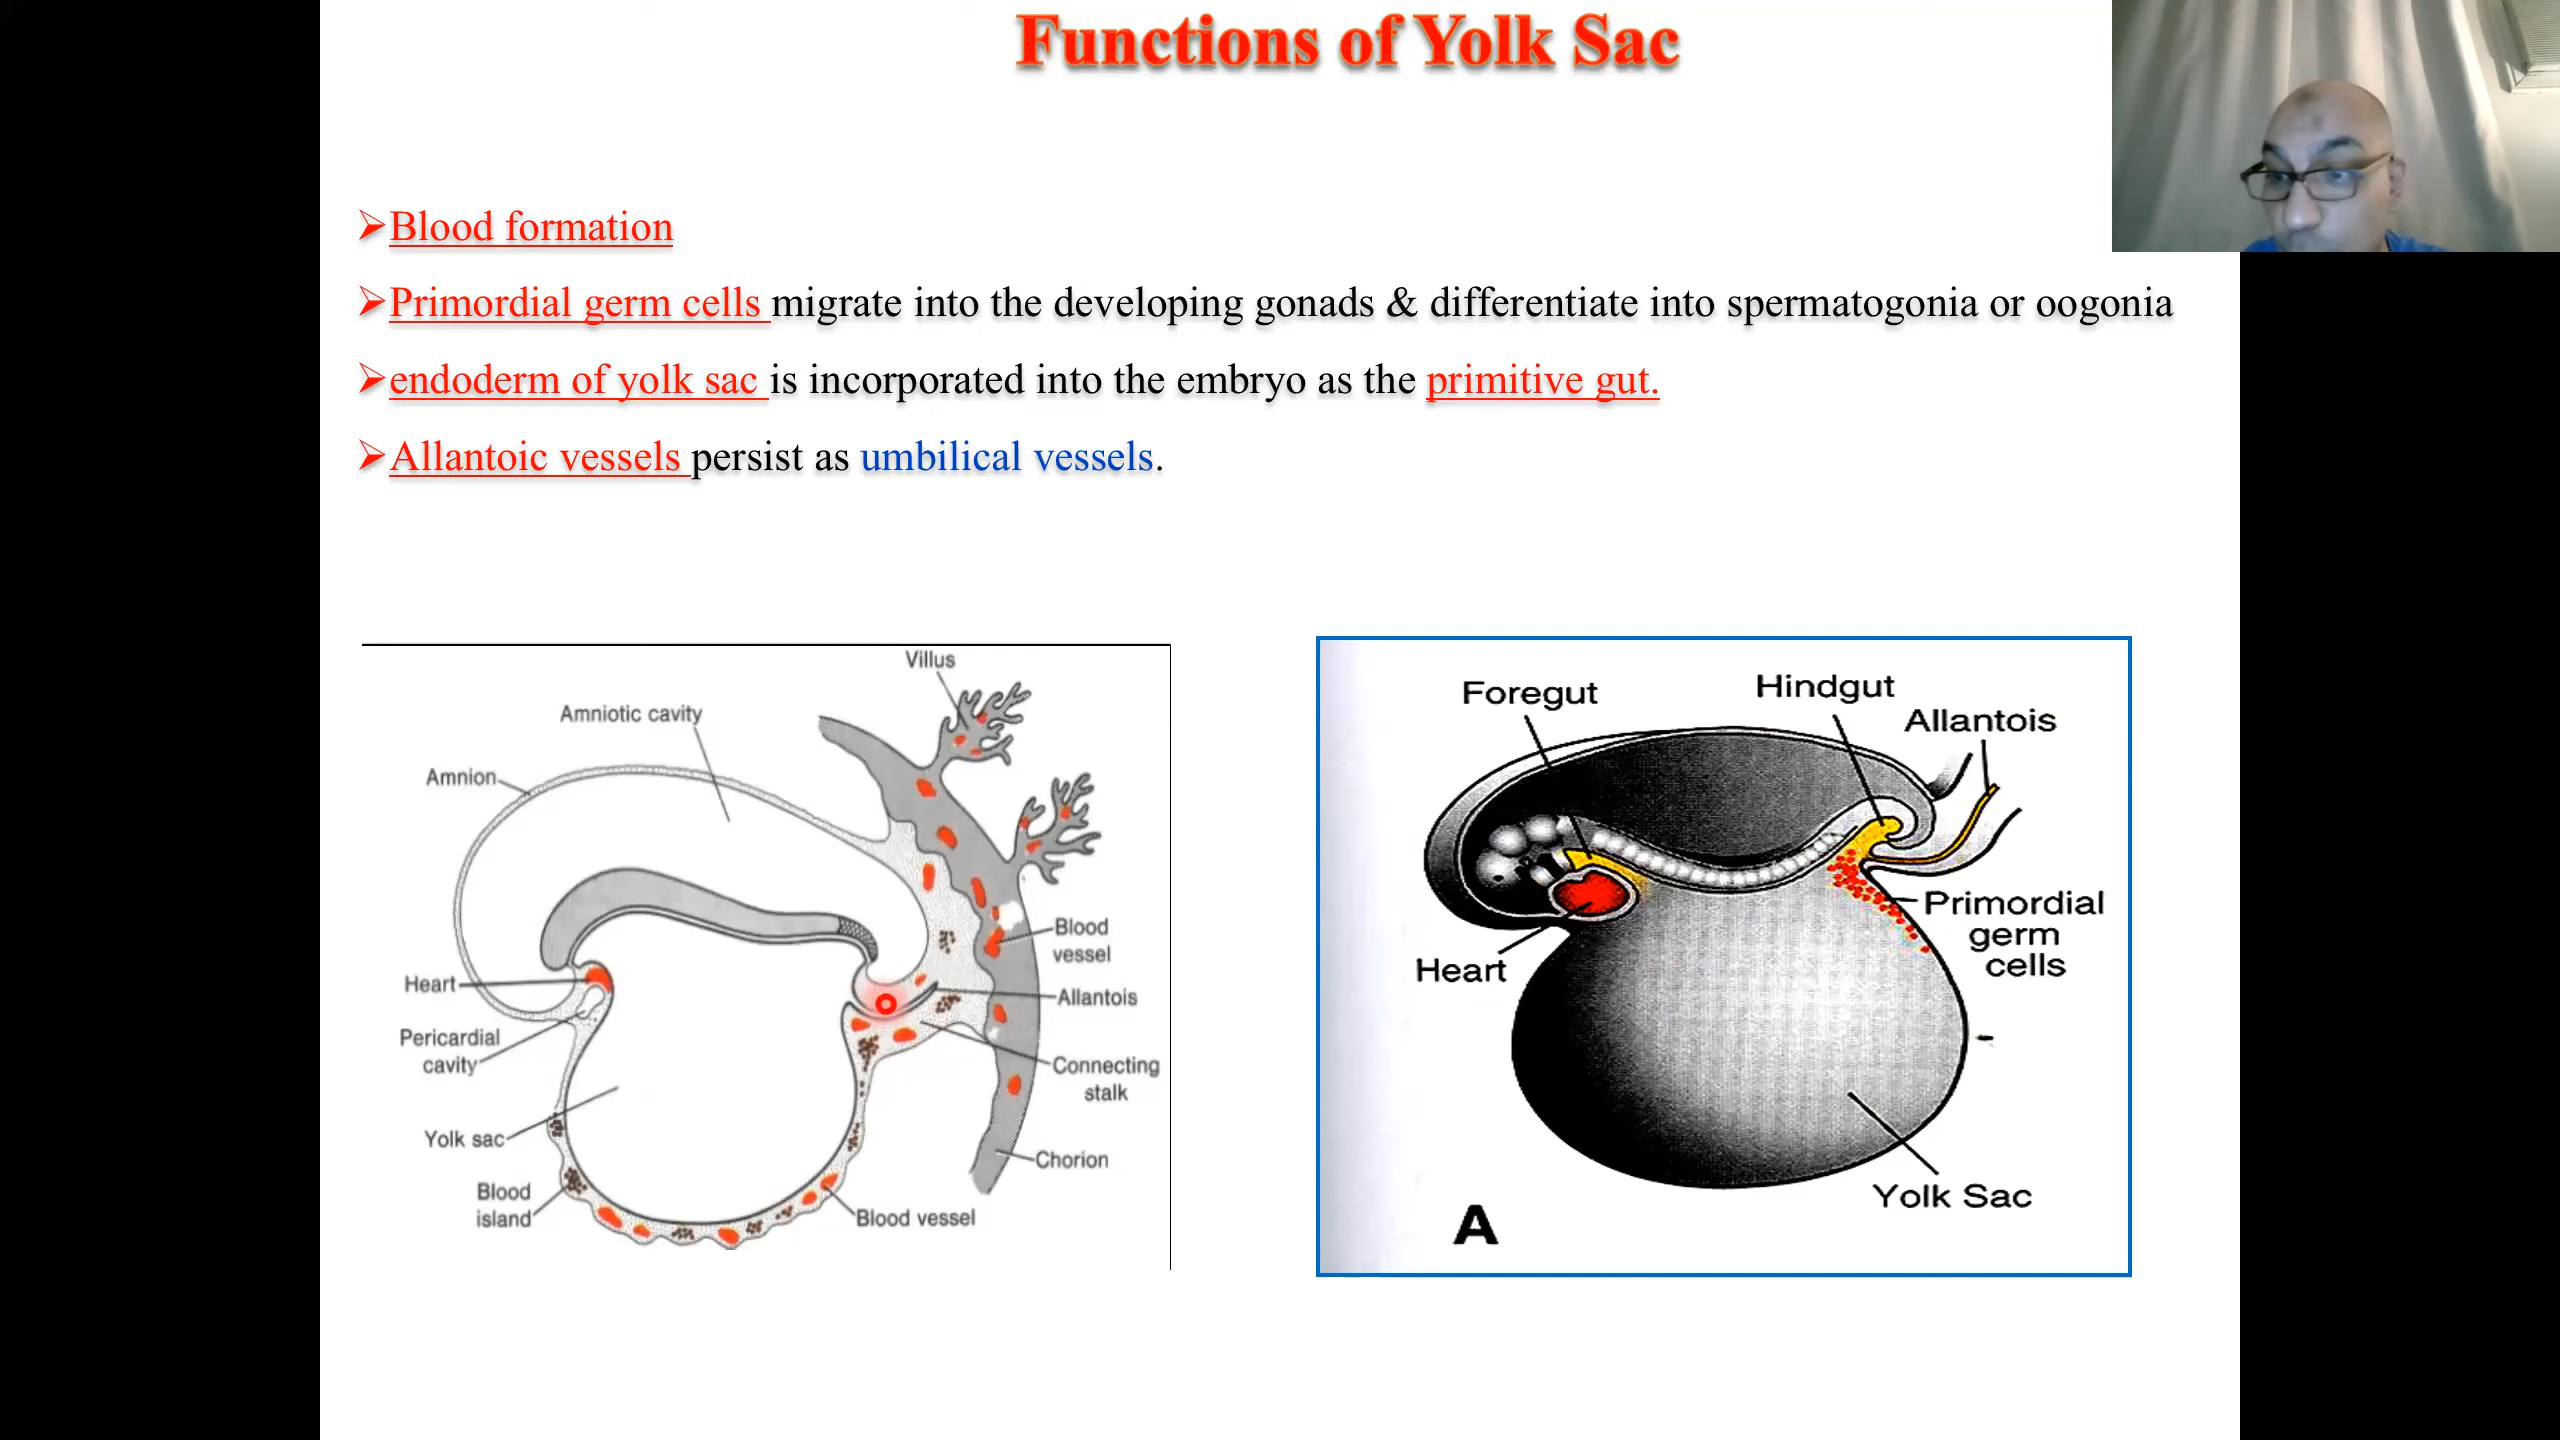 Functions of Yolk Sac
➢Blood formation
➢Primordial germ cells migrate into the developing gonads & differentiate into spermatogonia or oogonia
➢endoderm of yolk sac is incorporated into the embryo as the primitive gut.
➢Allantoic vessels persist as umbilical vessels.
Villus
Amniotic cavity
Amnion
Heart
Pericardial
cavity
Yolk sac
Blood
island
Blood vessel
Blood
vessel
Allantois
Connecting
stalk
Chorion
Foregut
Hindgut
Allantois
Primordial
germ
cells
Heart
Yolk Sac
A